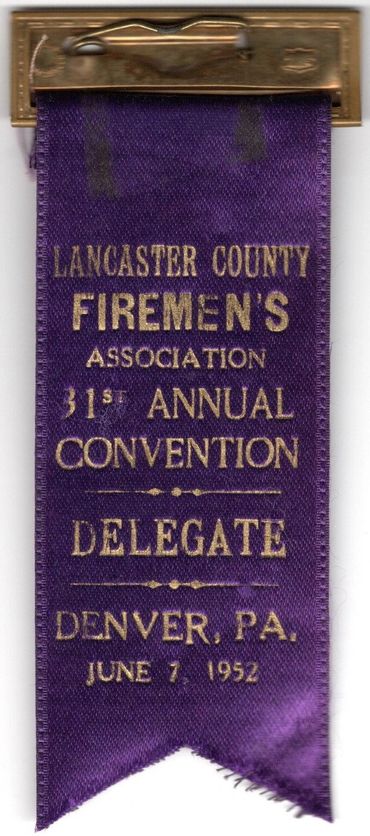 LANCASTER COUNTY
FIREMEN'S
ASSOCIATION
31ST ANNUAL
CONVENTION
DELEGATE
DENVER, PA.
JUNE 7, 1952